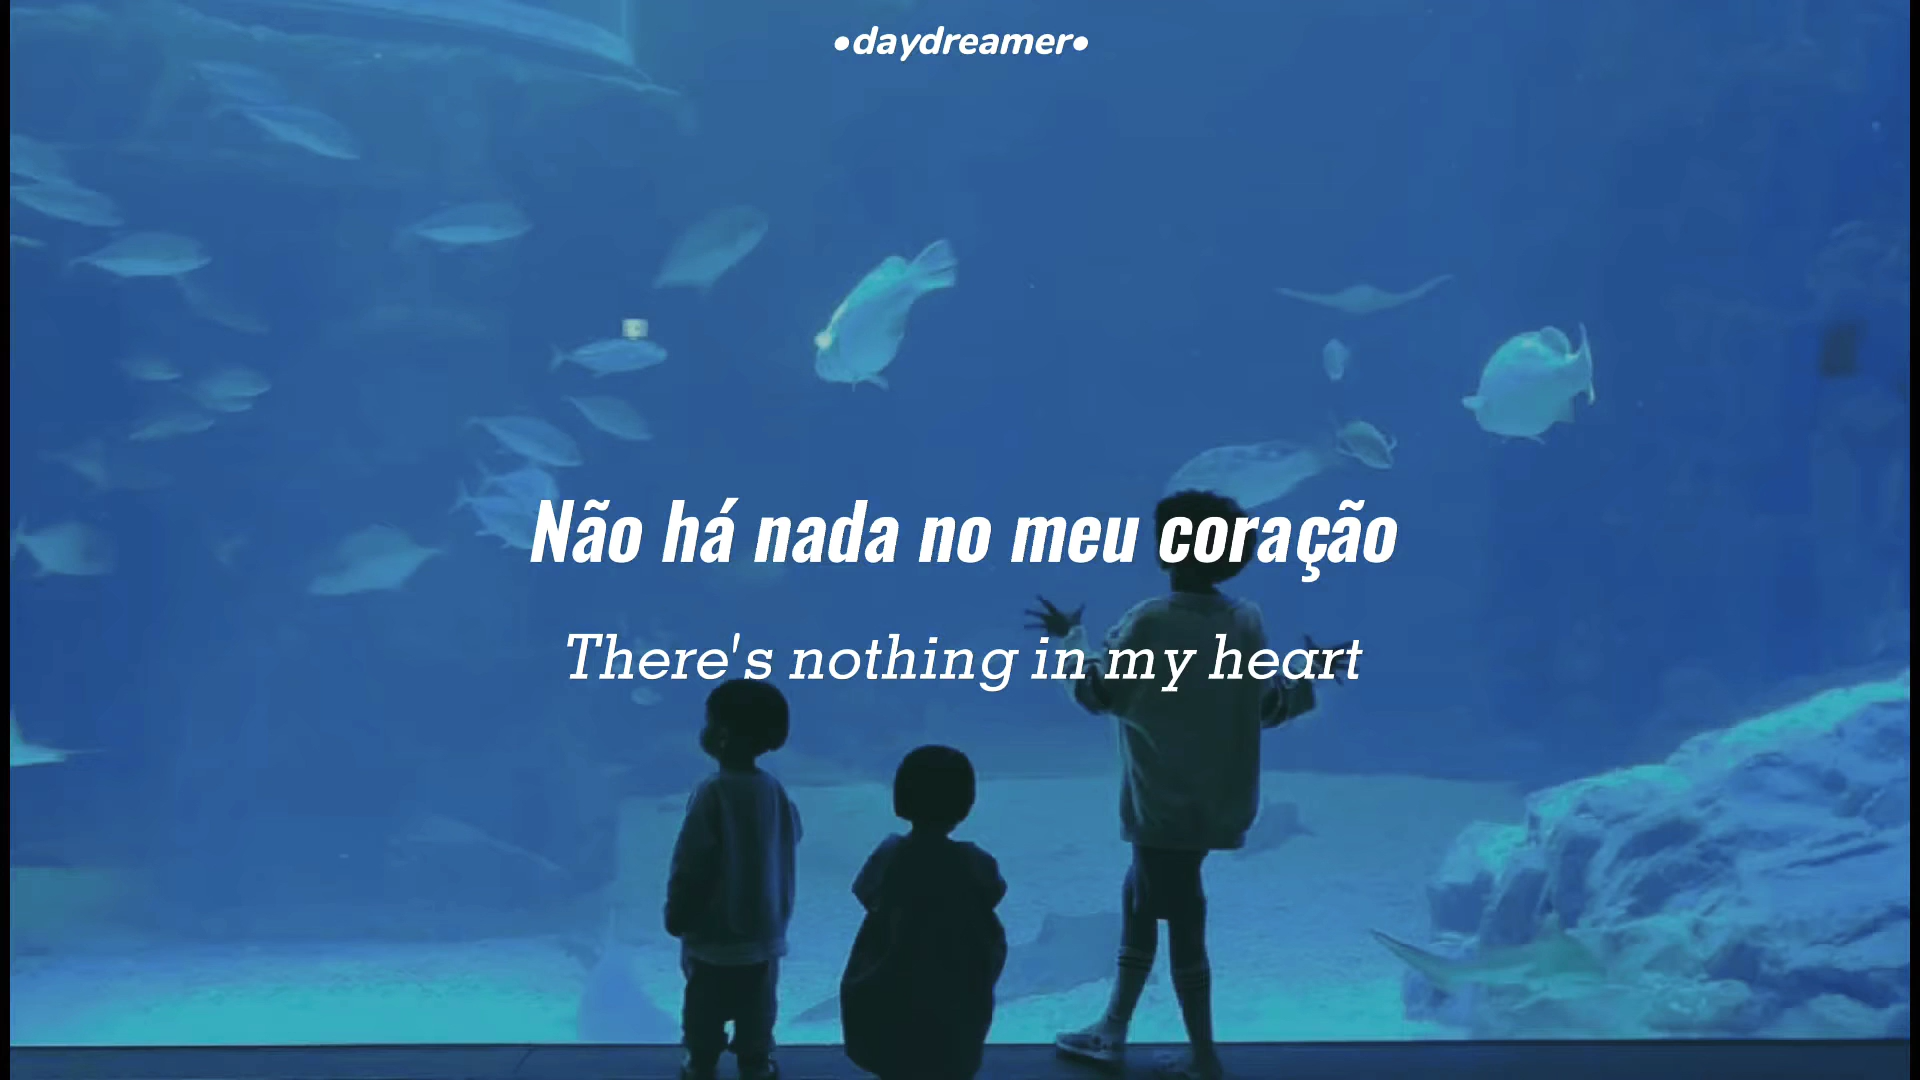 •daydreamer•
Não há nada no meu coração
There's nothing in my heart